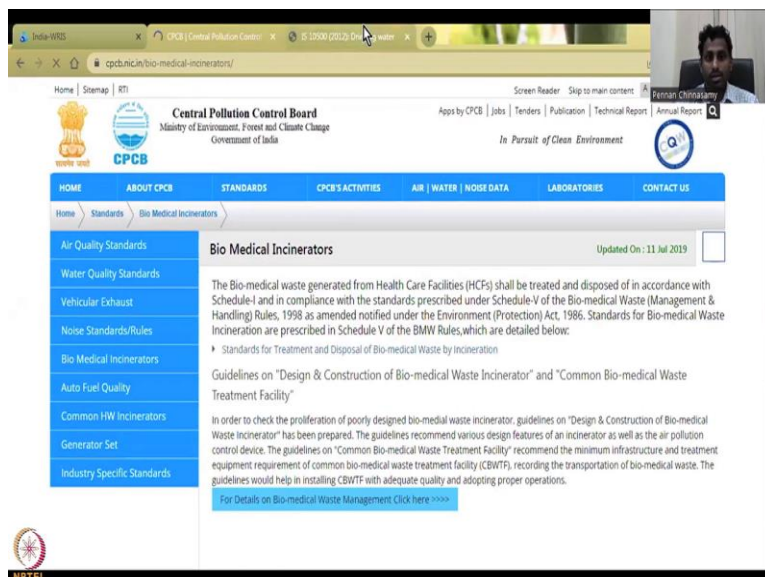 India-WRIS
CPCB | Central Pollution Control
IS 10500 (2012): Drinking water
cpcb.nic.in/bio-medical-incinerators/
Pennan Chinnasamy
Home | Sitemap | RTI
Screen Reader Skip to main content A
सत्यमेव जयते
CPCB
Central Pollution Control Board
Ministry of Environment, Forest and Climate Change
Government of India
Apps by CPCB | Jobs | Tenders | Publication | Technical Report | Annual Report
In Pursuit of Clean Environment
HOME ABOUT CPCB STANDARDS CPCB'S ACTIVITIES AIR | WATER | NOISE DATA LABORATORIES CONTACT US
Home Standards Bio Medical Incinerators
Air Quality Standards
Water Quality Standards
Vehicular Exhaust
Noise Standards/Rules
Bio Medical Incinerators
Auto Fuel Quality
Common HW Incinerators
Generator Set
Industry Specific Standards
Bio Medical Incinerators
Updated On : 11 Jul 2019
The Bio-medical waste generated from Health Care Facilities (HCFs) shall be treated and disposed of in accordance with
Schedule-I and in compliance with the standards prescribed under Schedule-V of the Bio-medical Waste (Management &
Handling) Rules, 1998 as amended notified under the Environment (Protection) Act, 1986. Standards for Bio-medical Waste
Incineration are prescribed in Schedule V of the BMW Rules,which are detailed below:
Standards for Treatment and Disposal of Bio-medical Waste by Incineration
Guidelines on "Design & Construction of Bio-medical Waste Incinerator" and "Common Bio-medical Waste
Treatment Facility"
In order to check the proliferation of poorly designed bio-medial waste incinerator, guidelines on "Design & Construction of Bio-medical
Waste Incinerator" has been prepared. The guidelines recommend various design features of an incinerator as well as the air pollution
control device. The guidelines on "Common Bio-medical Waste Treatment Facility" recommend the minimum infrastructure and treatment
equipment requirement of common bio-medical waste treatment facility (CBWTF), recording the transportation of bio-medical waste. The
guidelines would help in installing CBWTF with adequate quality and adopting proper operations.
For Details on Bio-medical Waste Management Click here >>>>
NPTEL